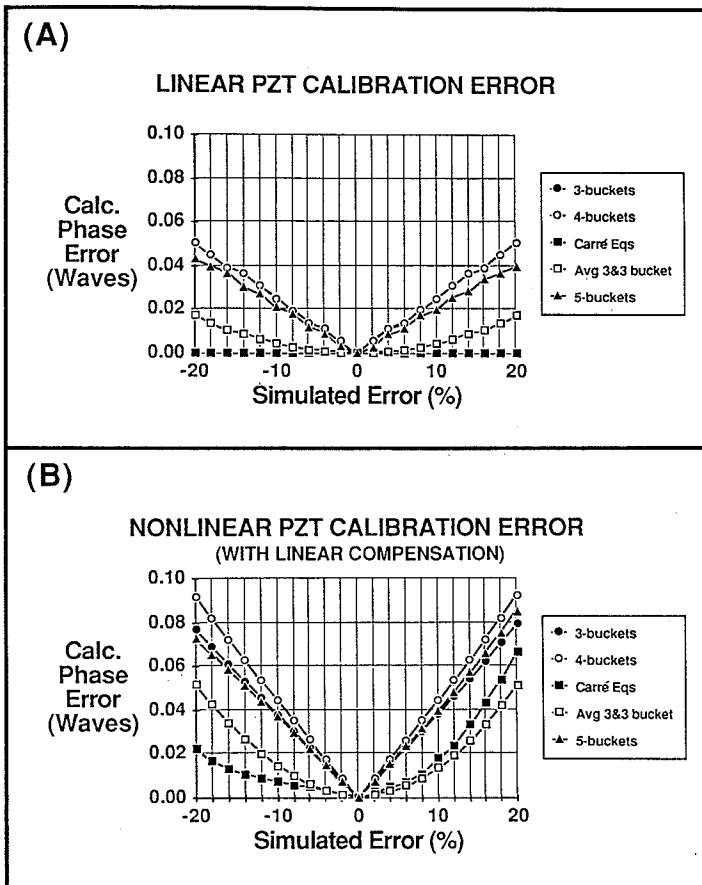 (A)
LINEAR PZT CALIBRATION ERROR
0.10
0.08
0.06
0.04
0.02
0.00
Calc.
Phase
Error
(Waves)
-20
-10
0
10
20
Simulated Error (%)
3-buckets
4-buckets
Carré Eqs
Avg 3&3 bucket
5-buckets
(B)
NONLINEAR PZT CALIBRATION ERROR
(WITH LINEAR COMPENSATION)
0.10
0.08
0.06
0.04
0.02
0.00
Calc.
Phase
Error
(Waves)
-20
-10
0
10
20
Simulated Error (%)
3-buckets
4-buckets
Carré Eqs
Avg 3&3 bucket
5-buckets